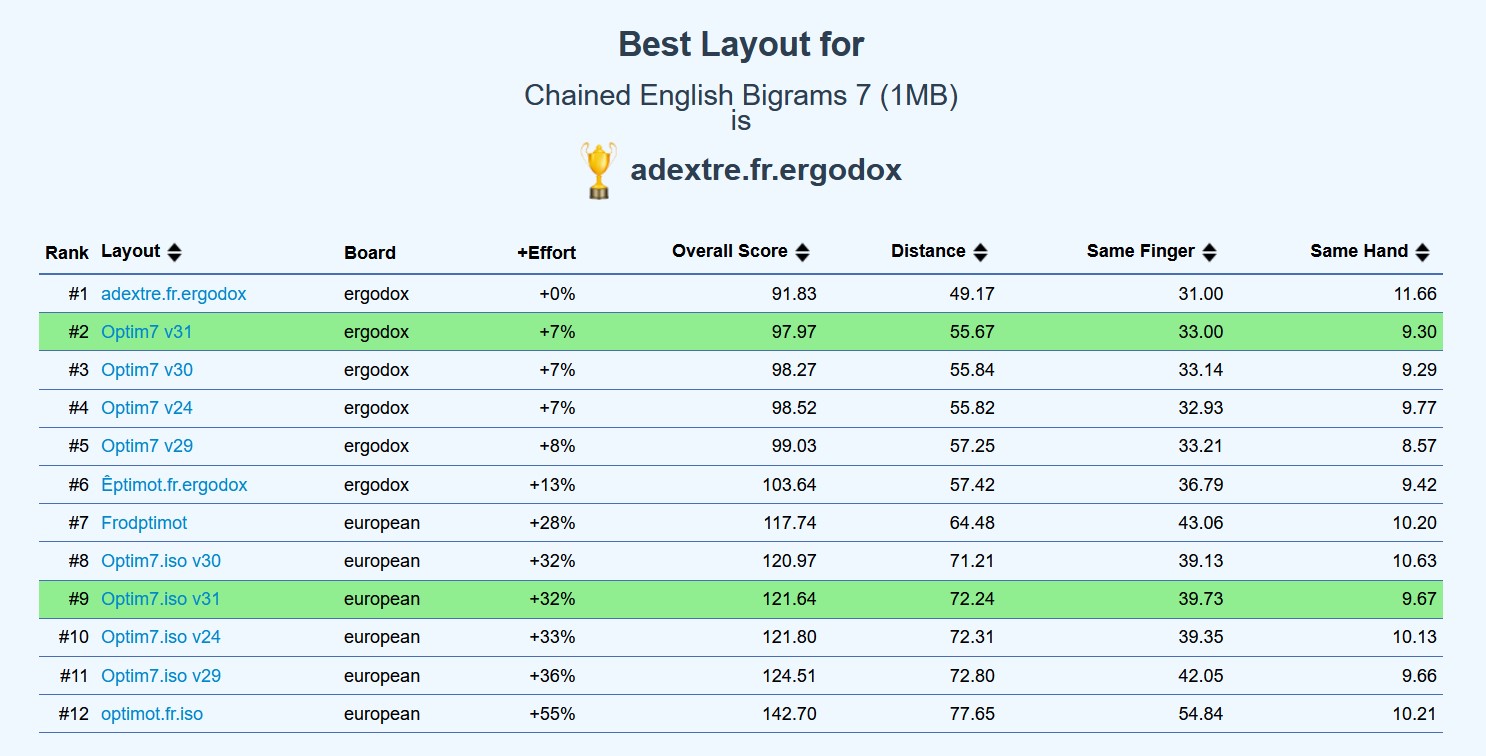 Best Layout for
Chained English Bigrams 7 (1MB)
is
adextre.fr.ergodox
Rank Layout Board +Effort Overall Score Distance Same Finger Same Hand
#1 adextre.fr.ergodox ergodox +0% 91.83 49.17 31.00 11.66
#2 Optim7 v31 ergodox +7% 97.97 55.67 33.00 9.30
#3 Optim7 v30 ergodox +7% 98.27 55.84 33.14 9.29
#4 Optim7 v24 ergodox +7% 98.52 55.82 32.93 9.77
#5 Optim7 v29 ergodox +8% 99.03 57.25 33.21 8.57
#6 Êptimot.fr.ergodox ergodox +13% 103.64 57.42 36.79 9.42
#7 Frodptimot european +28% 117.74 64.48 43.06 10.20
#8 Optim7.iso v30 european +32% 120.97 71.21 39.13 10.63
#9 Optim7.iso v31 european +32% 121.64 72.24 39.73 9.67
#10 Optim7.iso v24 european +33% 121.80 72.31 39.35 10.13
#11 Optim7.iso v29 european +36% 124.51 72.80 42.05 9.66
#12 optimot.fr.iso european +55% 142.70 77.65 54.84 10.21